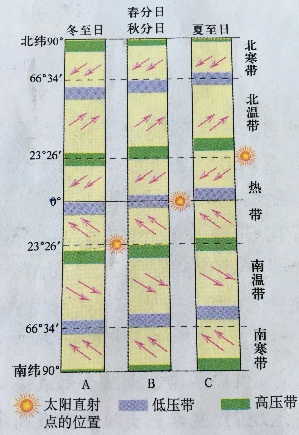 春分日
冬至日 秋分日 夏至日
北纬90°
66°34′
23°26′
0°
23°26′
66°34′
南纬90°
北寒带
北温带
热带
南温带
南寒带
A B C
太阳直射点的位置 低压带 高压带